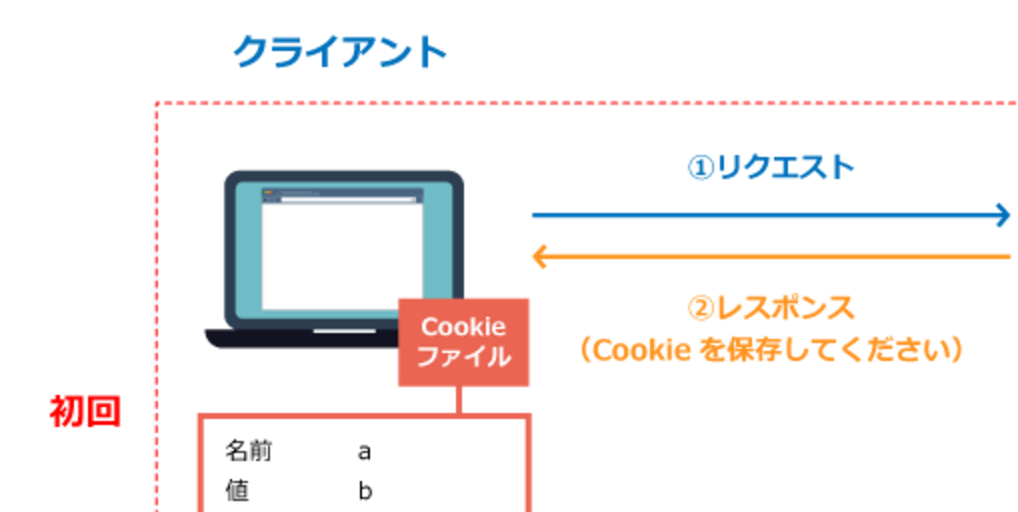 クライアント
①リクエスト
②レスポンス
（Cookie を保存してください）
Cookie
ファイル
初回
名前 a
値 b